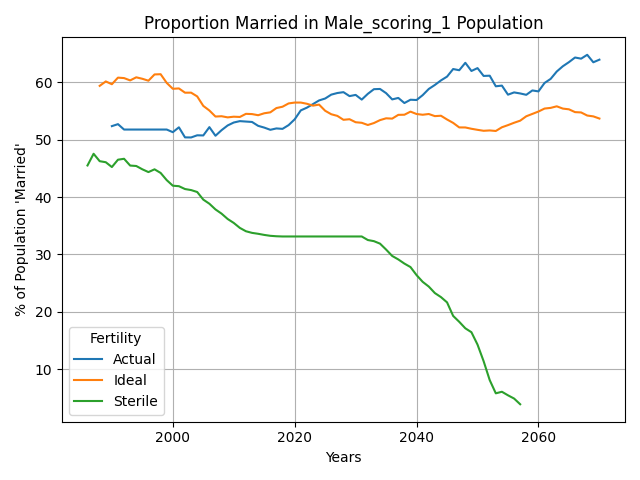 Proportion Married in Male_scoring_1 Population
% of Population 'Married'
60
50
40
30
20
10
Fertility
Actual
Ideal
Sterile
2000
2020
2040
2060
Years